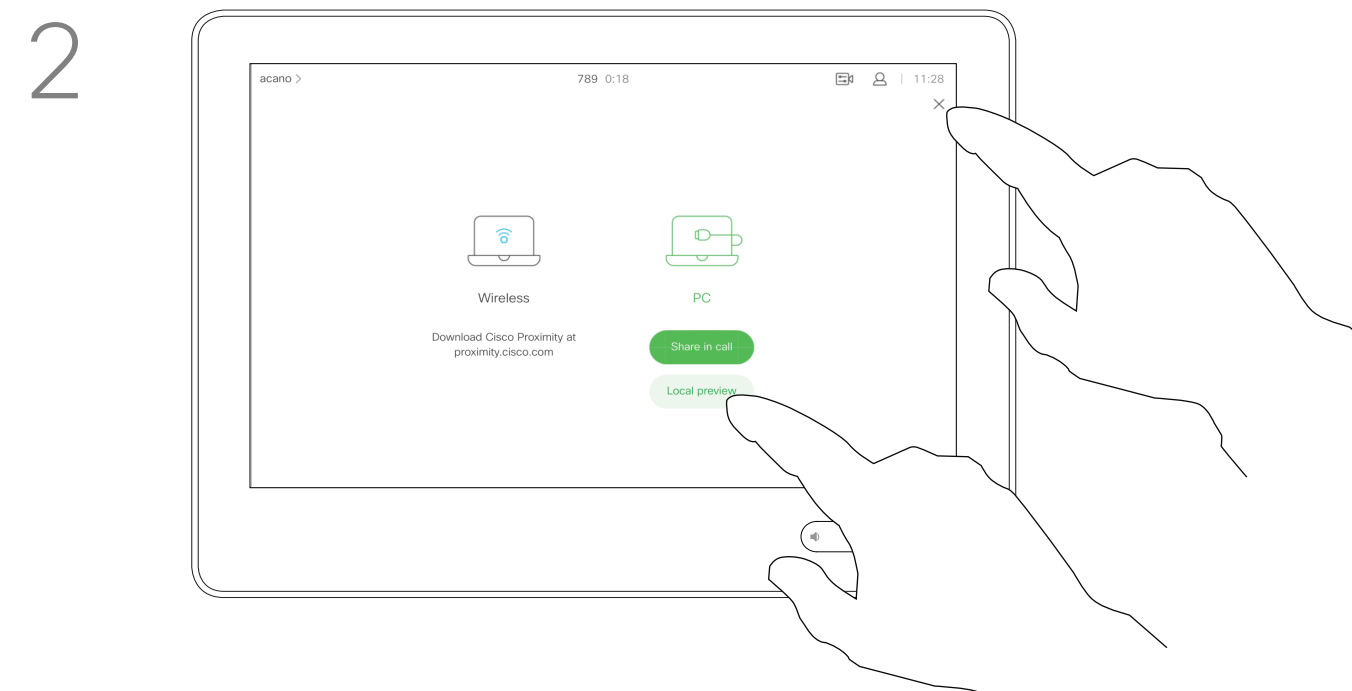 2
acano >
789 0:18
11:28
Wireless
PC
Download Cisco Proximity at
proximity.cisco.com
Share in call
Local preview